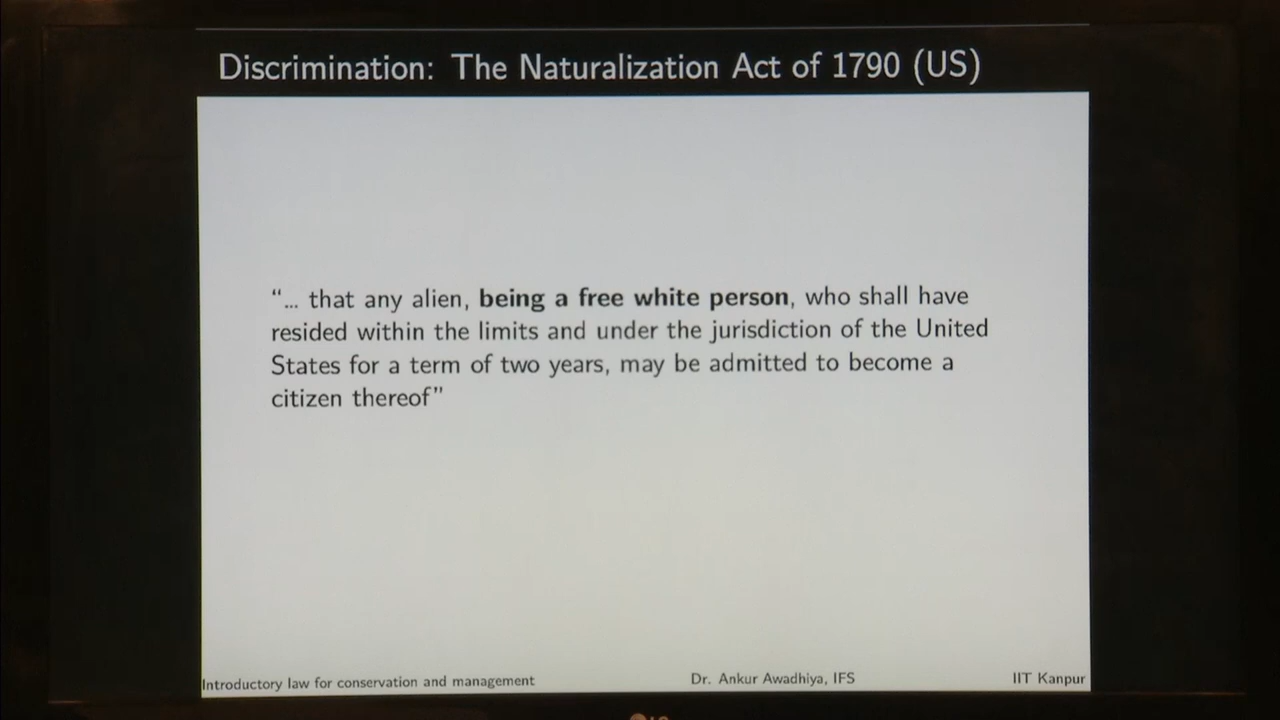 Discrimination: The Naturalization Act of 1790 (US)
“... that any alien, being a free white person, who shall have
resided within the limits and under the jurisdiction of the United
States for a term of two years, may be admitted to become a
citizen thereof”
Introductory law for conservation and management Dr. Ankur Awadhiya, IFS IIT Kanpur